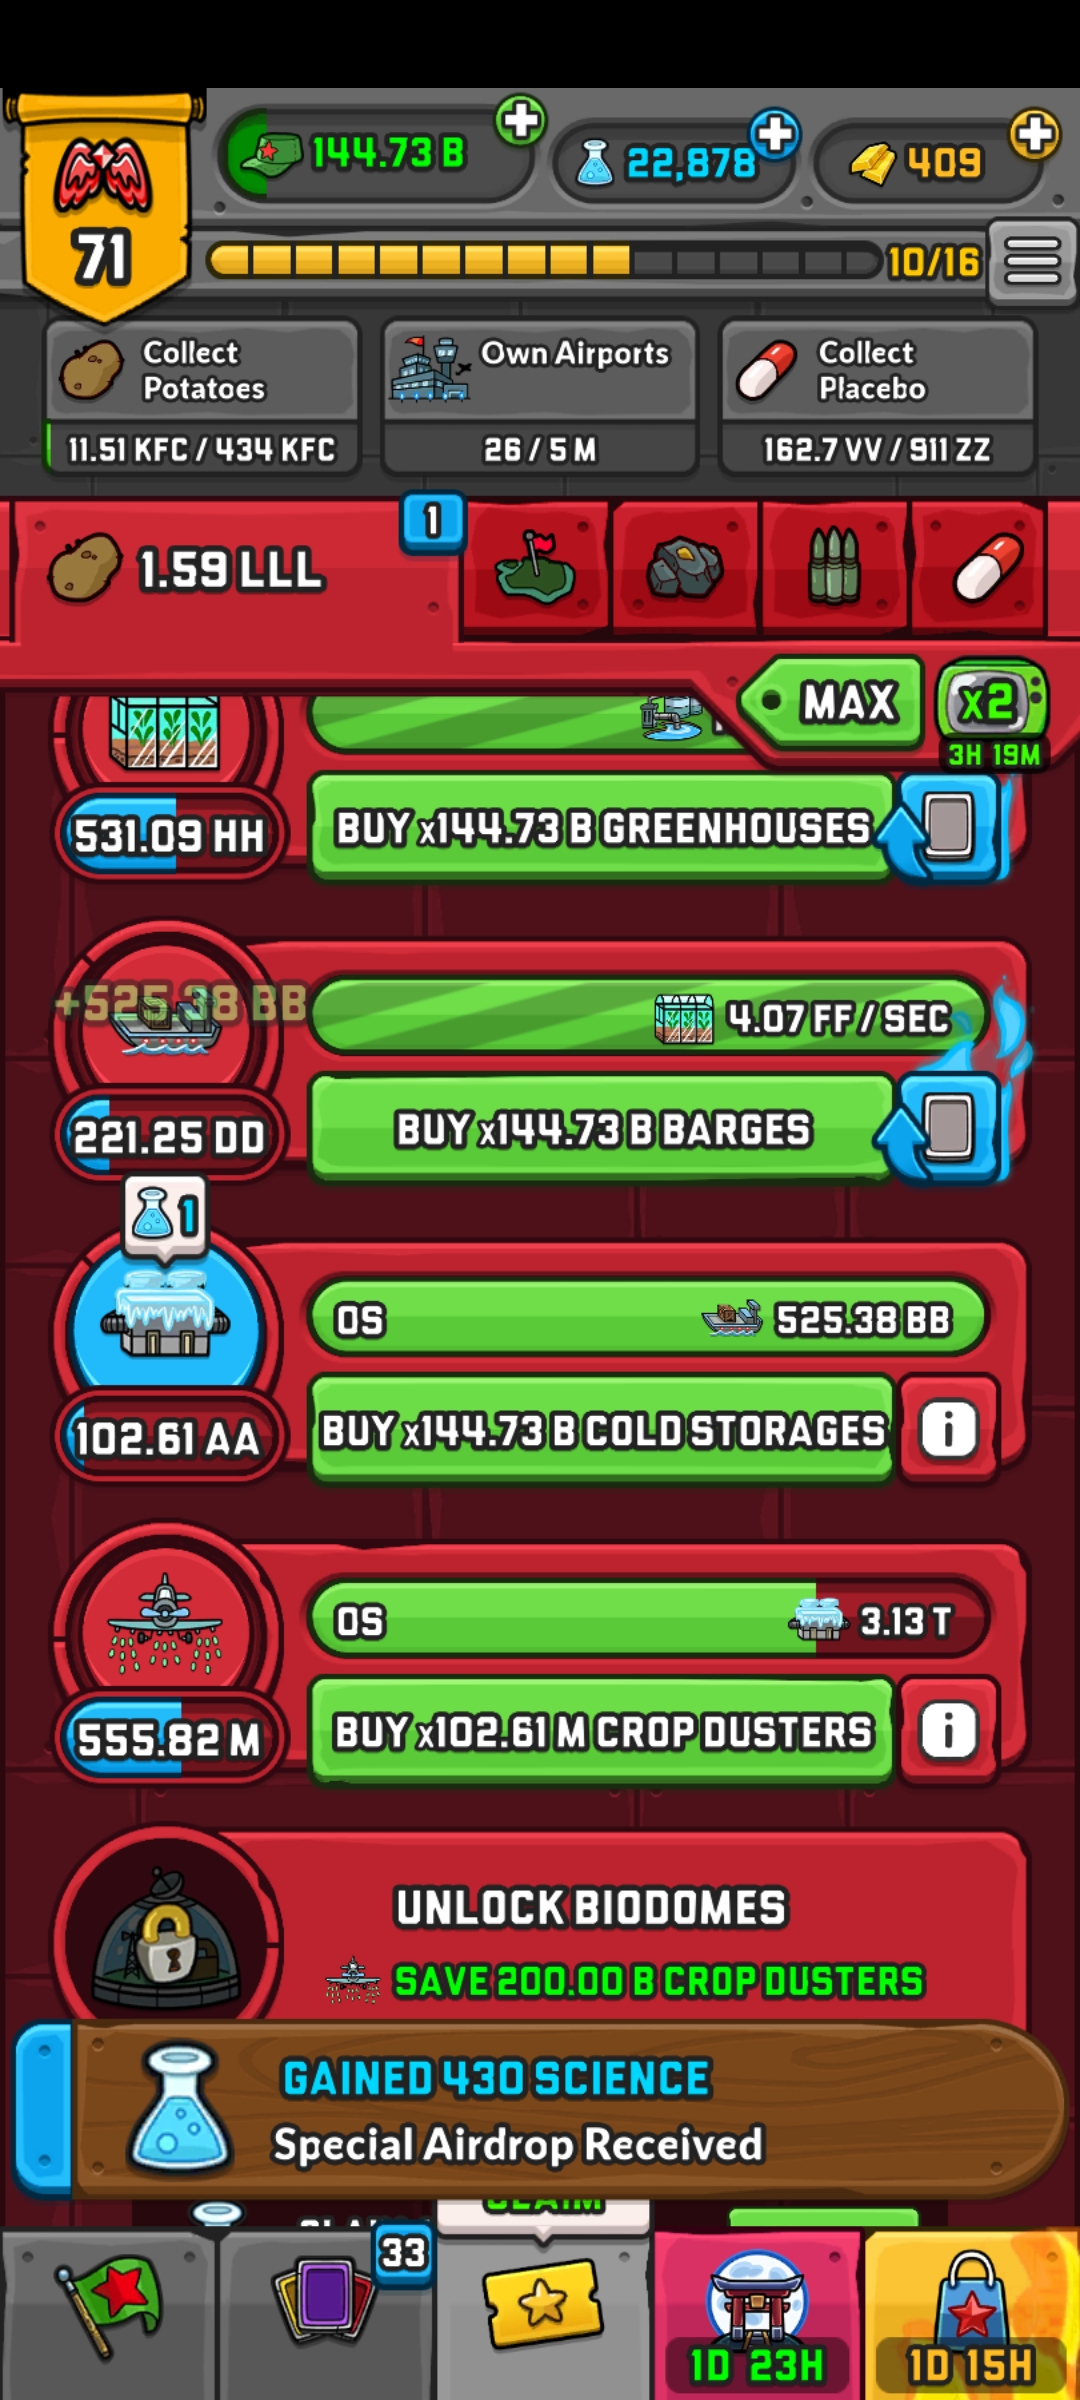 144.73 B
22,878
409
71
10/16
Collect
Potatoes
11.51 KFC / 434 KFC
Own Airports
26 / 5 M
Collect
Placebo
162.7 VV / 911 ZZ
1.59 LLL
1
MAX
x2
3H 19M
531.09 HH
BUY x144.73 B GREENHOUSES
+525.38 BB
4.07 FF / SEC
221.25 DD
BUY x144.73 B BARGES
1
0S
525.38 BB
102.61 AA
BUY x144.73 B COLD STORAGES
i
0S
3.13 T
555.82 M
BUY x102.61 M CROP DUSTERS
i
UNLOCK BIODOMES
SAVE 200.00 B CROP DUSTERS
GAINED 430 SCIENCE
Special Airdrop Received
CLAIM
33
1D 23H
1D 15H